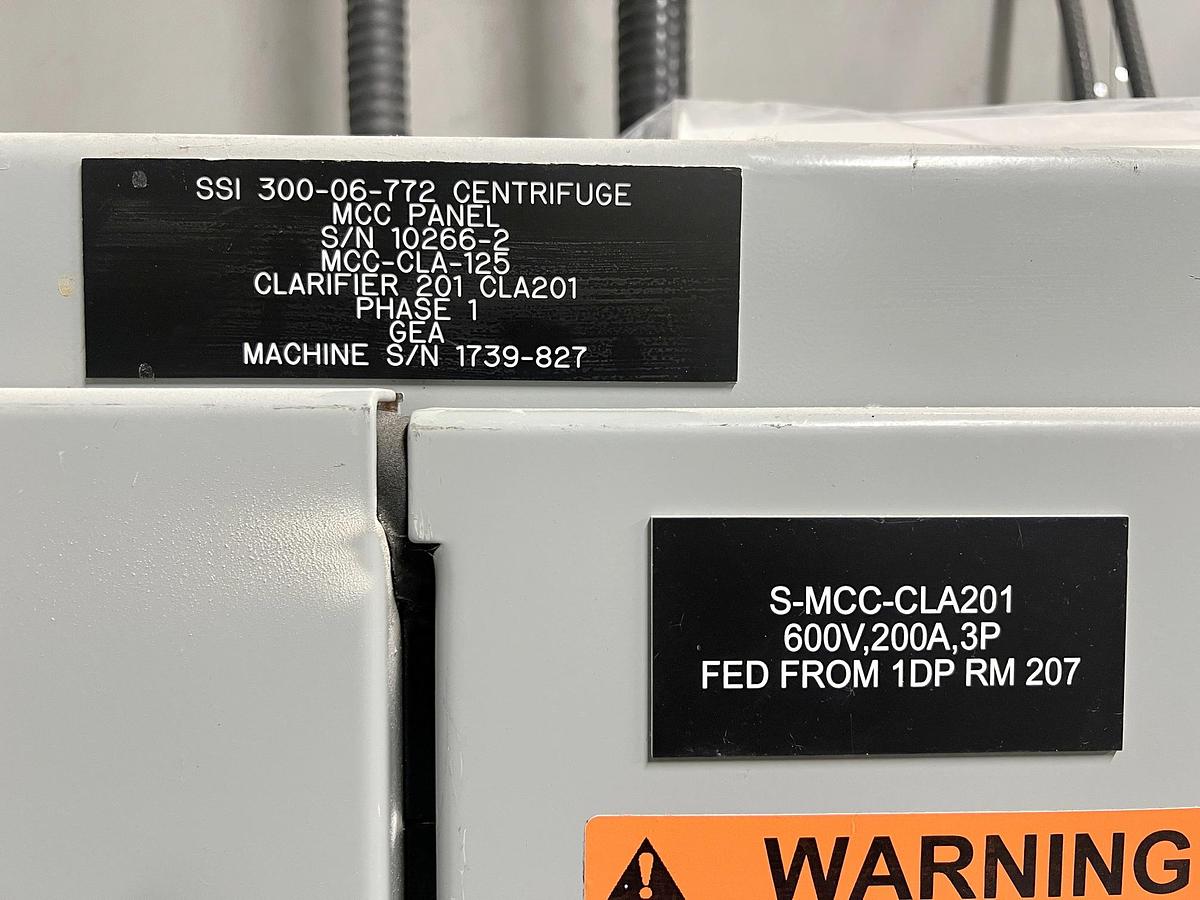 SSI 300-06-772 CENTRIFUGE
MCC PANEL
S/N 10266-2
MCC-CLA-125
CLARIFIER 201 CLA201
PHASE 1
GEA
MACHINE S/N 1739-827
S-MCC-CLA201
600V,200A,3P
FED FROM 1DP RM 207
WARNING